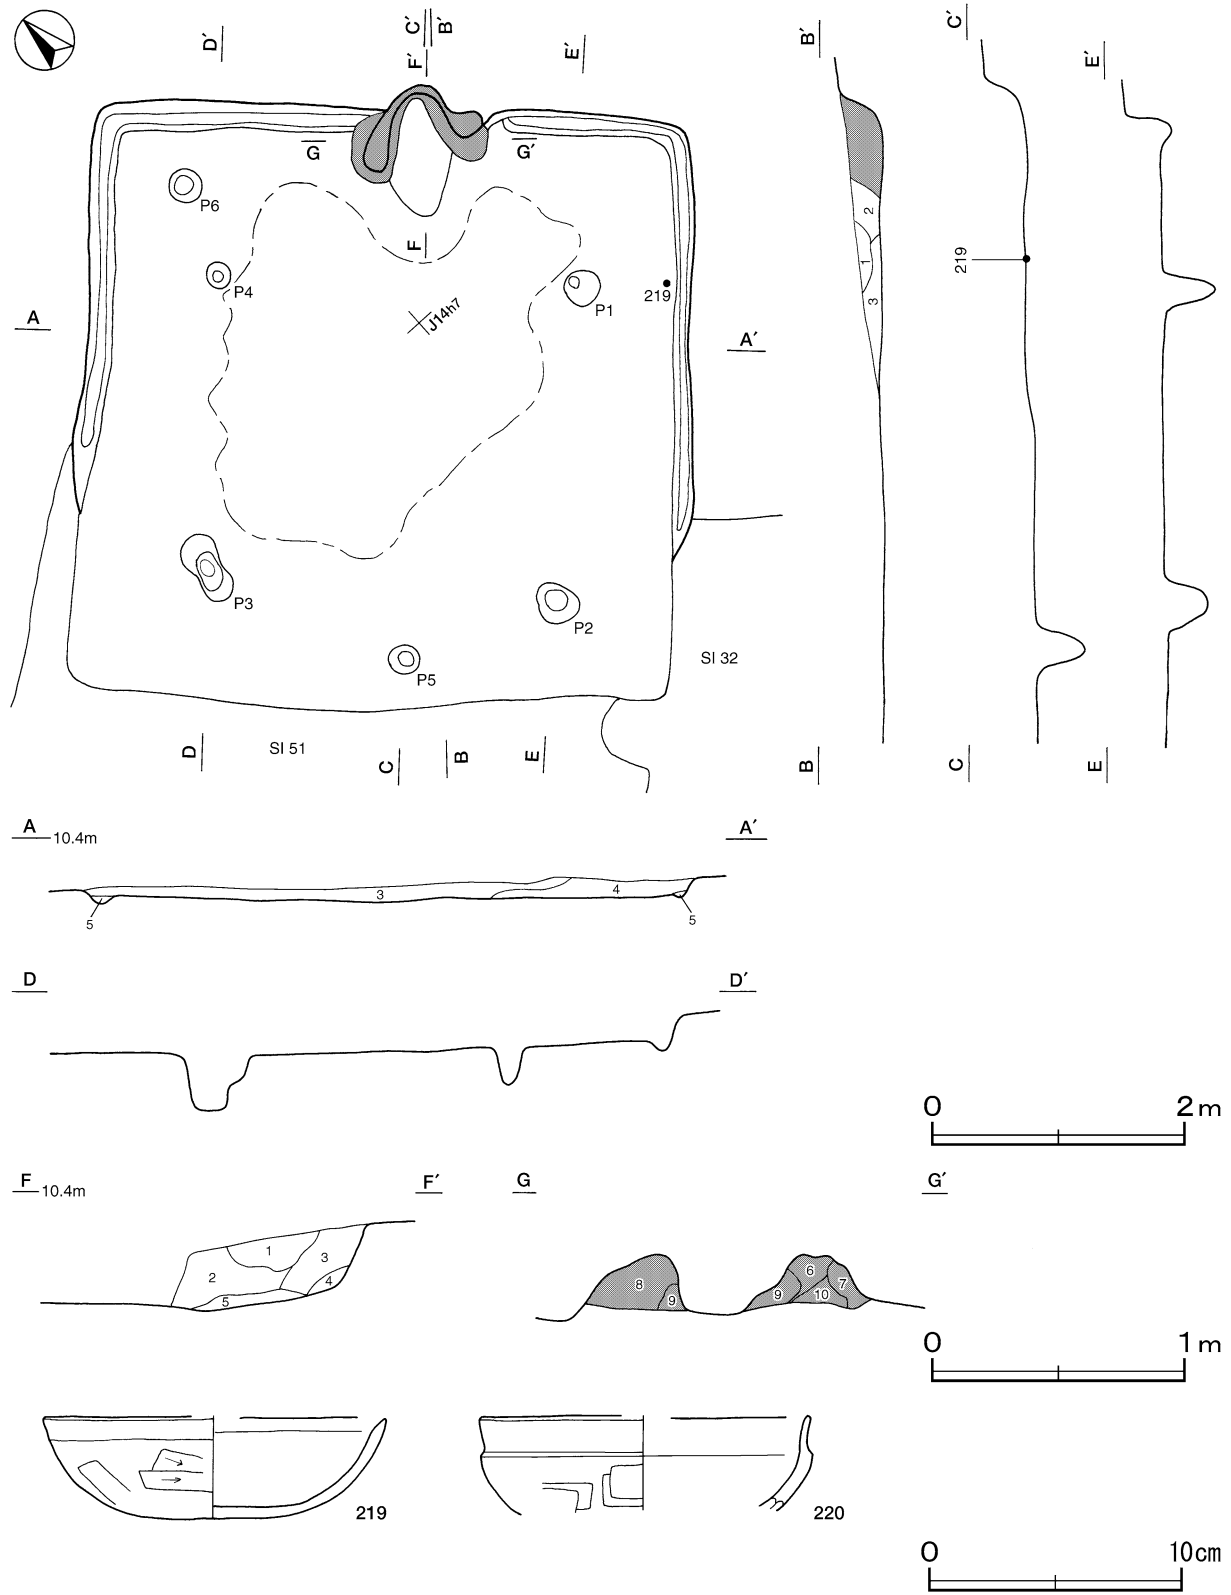 D′
C′ B′
F′
E′
B′
C′
E′
G G′
P6
P4
F
P1
219
J14h7
A
A′
2
1
3
219
P3
P2
P5
SI 32
SI 51
D C B E
B C E
A 10.4m A′
3 4
5 5
D D′
0 2m
F 10.4m F′ G G′
1 3
2 4
5
8 9
6 7
9 10
0 1m
219 220
0 10cm